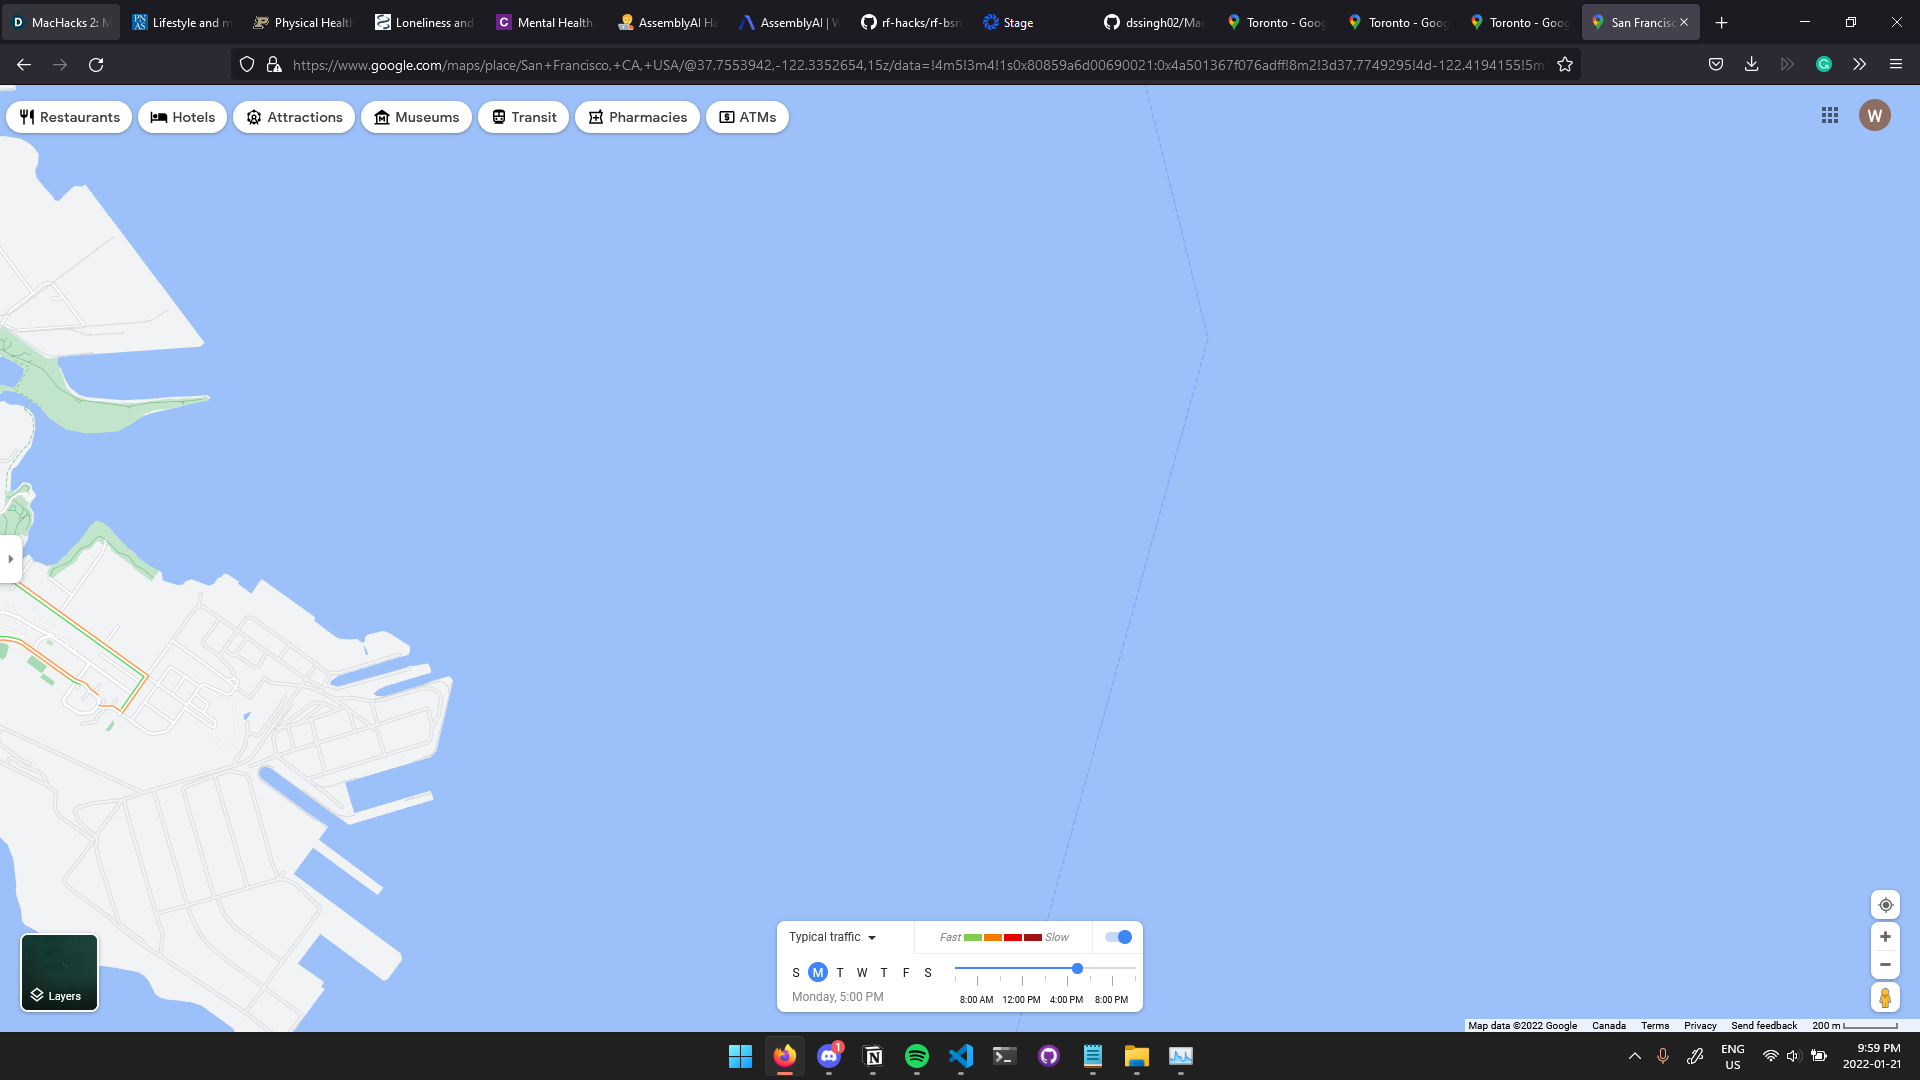 MacHacks 2: M
Lifestyle and m
Physical Health
Loneliness and
Mental Health
AssemblyAI Ha
AssemblyAI | W
rf-hacks/rf-bsm
Stage
dssingh02/Mac
Toronto - Goog
Toronto - Goog
Toronto - Goog
San Francisc
https://www.google.com/maps/place/San+Francisco,+CA,+USA/@37.7553942,-122.3352654,15z/data=!4m5!3m4!1s0x80859a6d00690021:0x4a501367f076adff!8m2!3d37.7749295!4d-122.4194155!5m1
Restaurants
Hotels
Attractions
Museums
Transit
Pharmacies
ATMs
W
Typical traffic
Fast
Slow
S M T W T F S
Monday, 5:00 PM
8:00 AM 12:00 PM 4:00 PM 8:00 PM
Layers
Map data ©2022 Google Canada Terms Privacy Send feedback 200 m
1
ENG
US
9:59 PM
2022-01-21